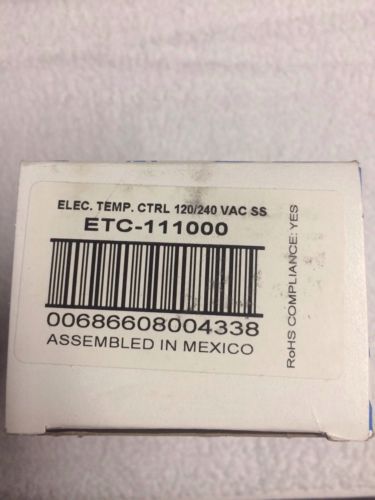 ELEC. TEMP. CTRL 120/240 VAC SS
ETC-111000
00686608004338
ASSEMBLED IN MEXICO
RoHS COMPLIANCE: YES